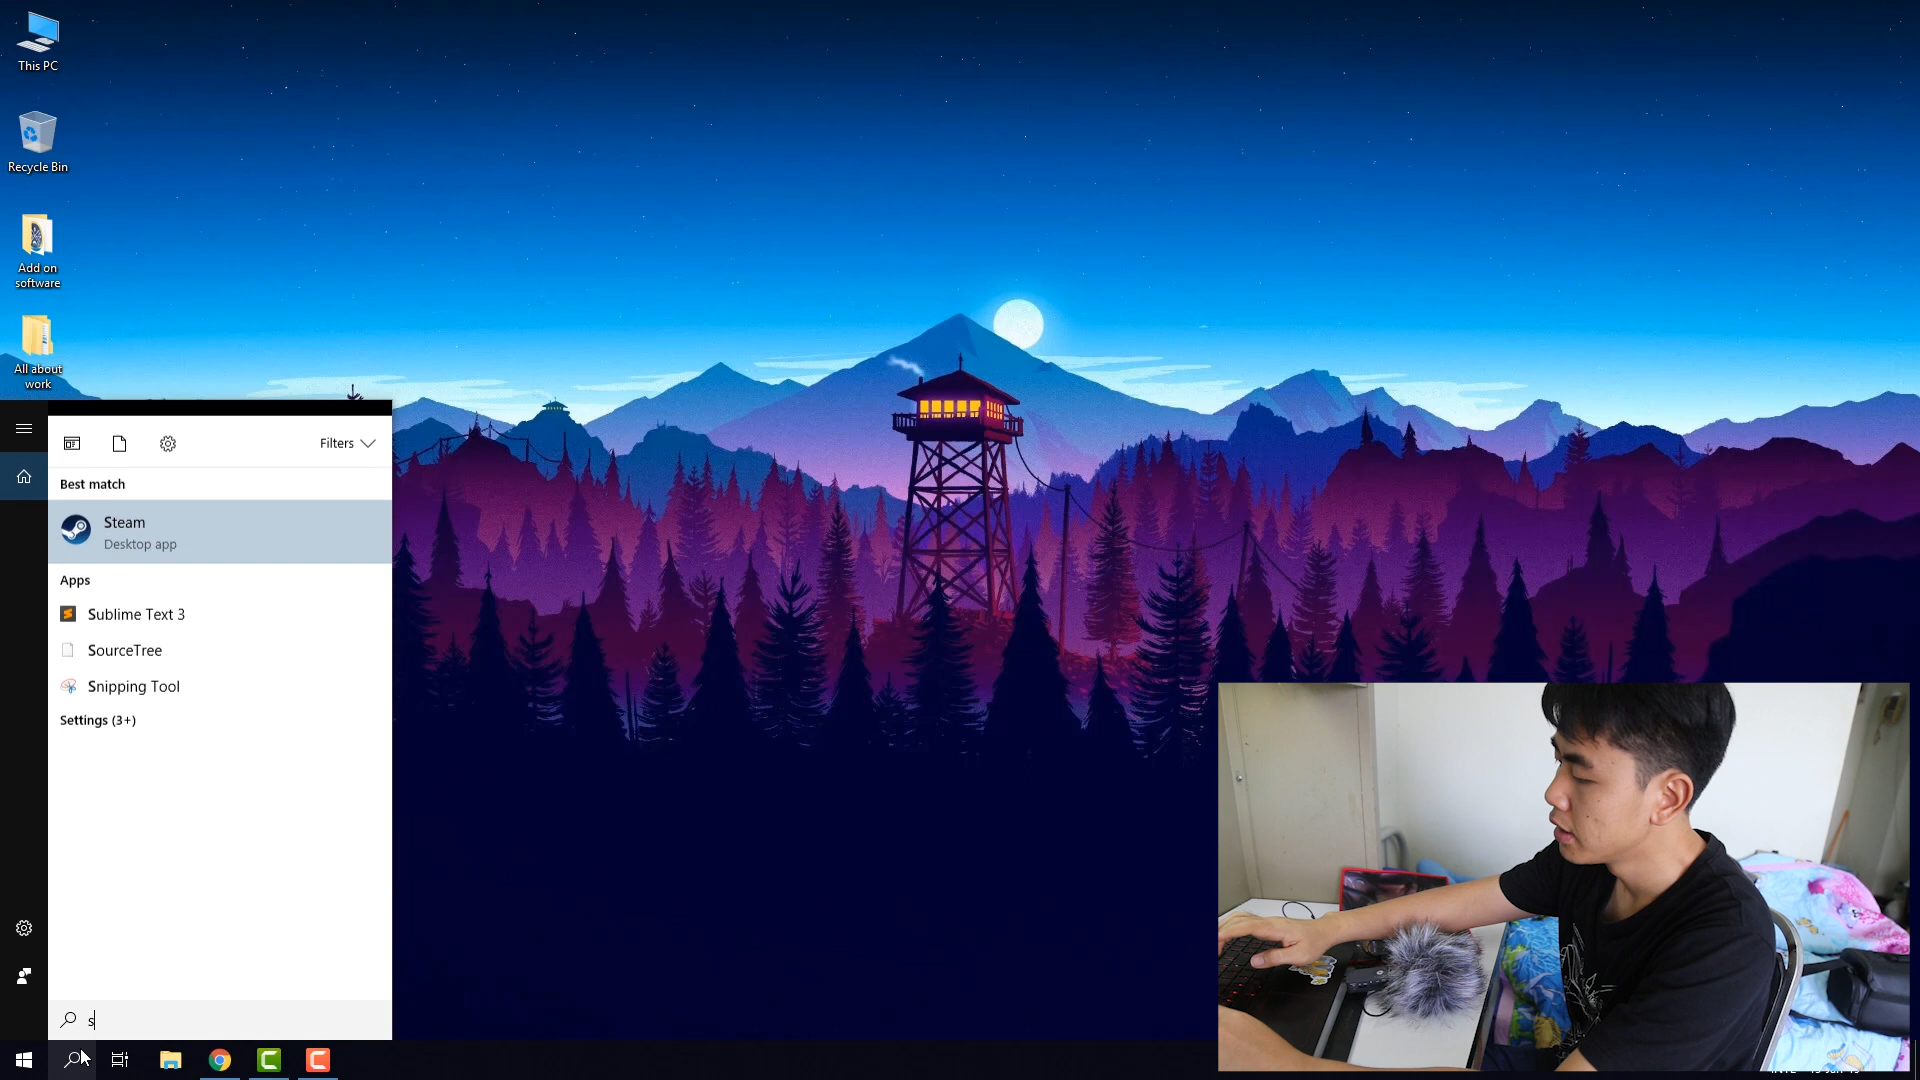 This PC
Recycle Bin
Add on
software
All about
work
Filters
Best match
Steam
Desktop app
Apps
Sublime Text 3
SourceTree
Snipping Tool
Settings (3+)
s